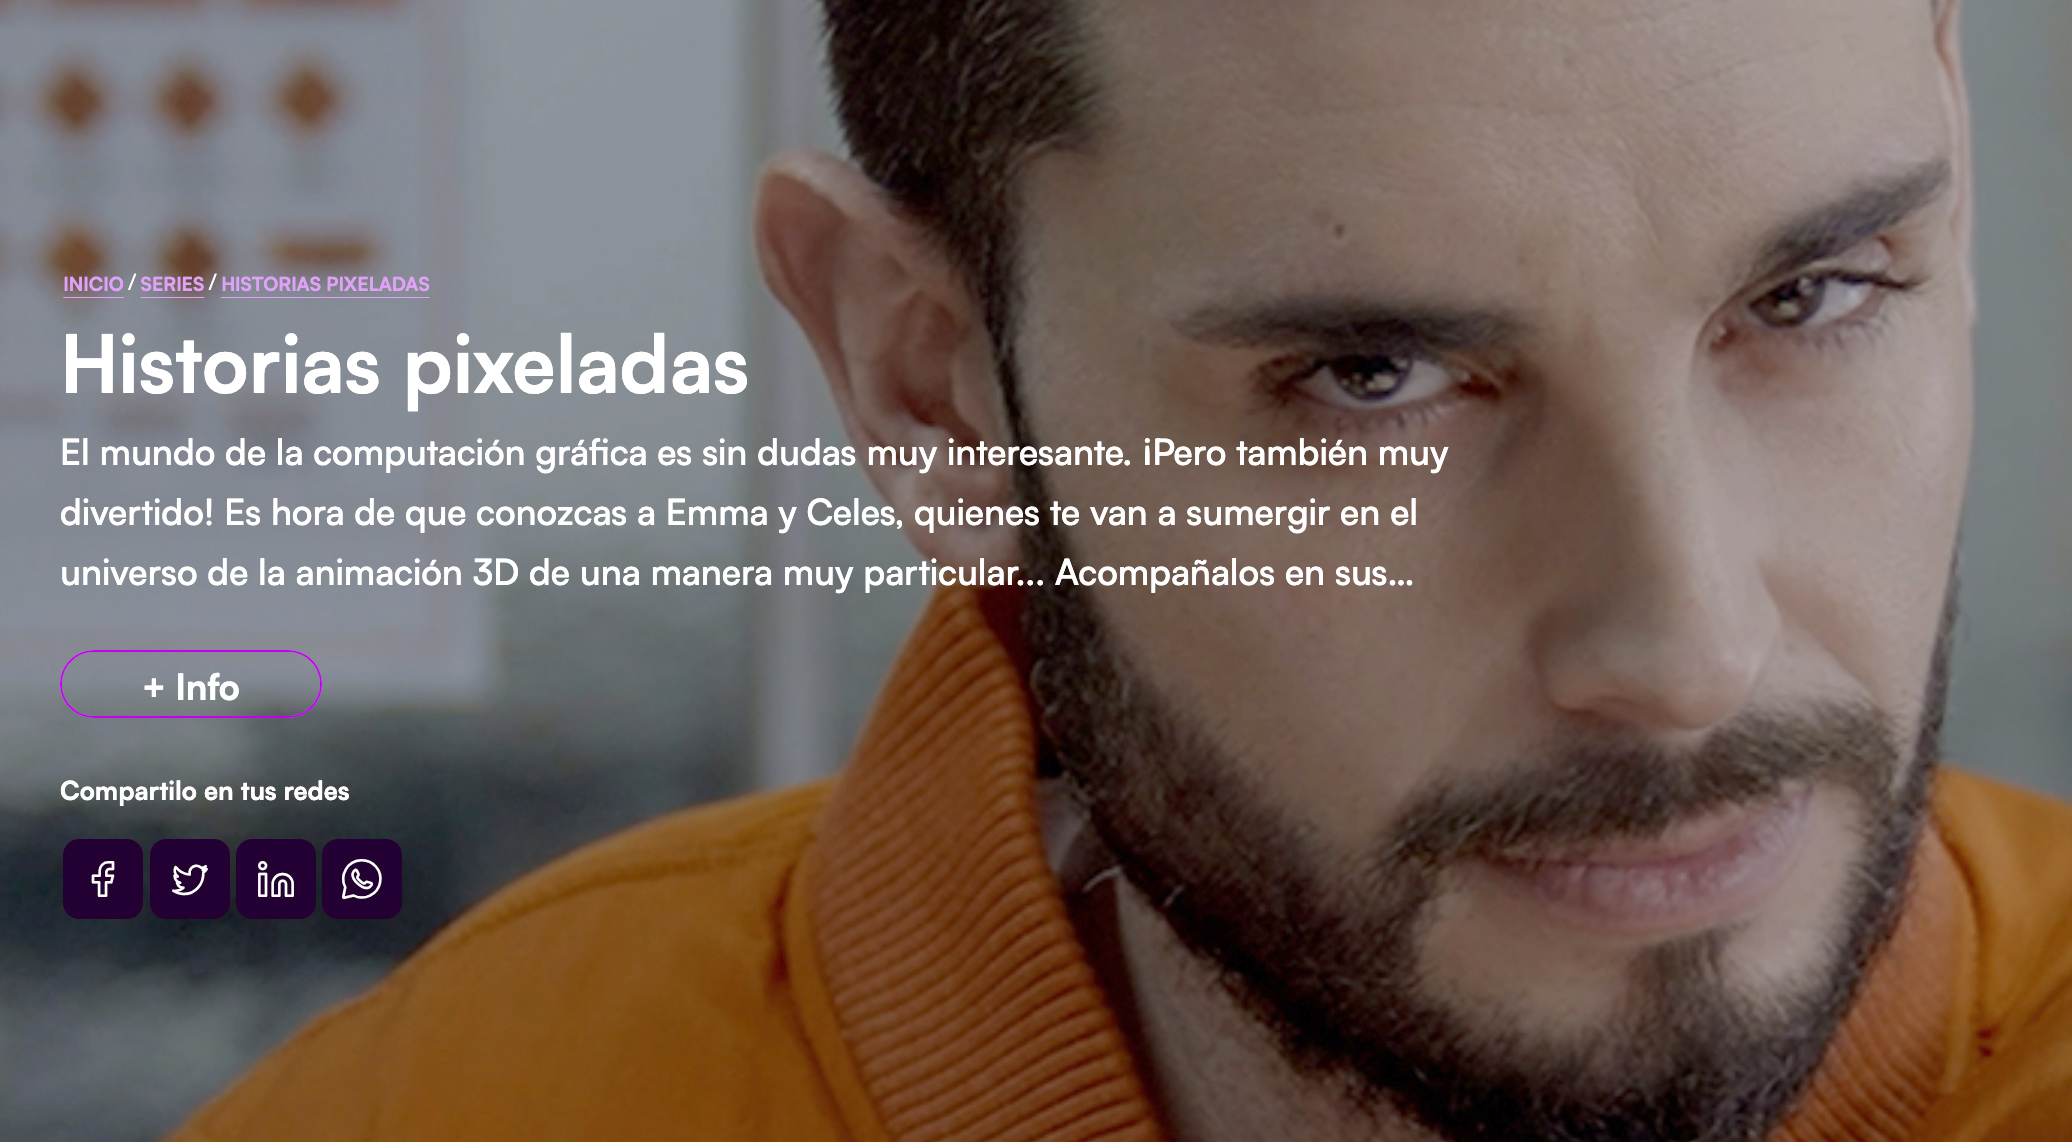 INICIO / SERIES / HISTORIAS PIXELADAS
Historias pixeladas
El mundo de la computación gráfica es sin dudas muy interesante. ¡Pero también muy
divertido! Es hora de que conozcas a Emma y Celes, quienes te van a sumergir en el
universo de la animación 3D de una manera muy particular... Acompañalos en sus...
+ Info
Compartilo en tus redes